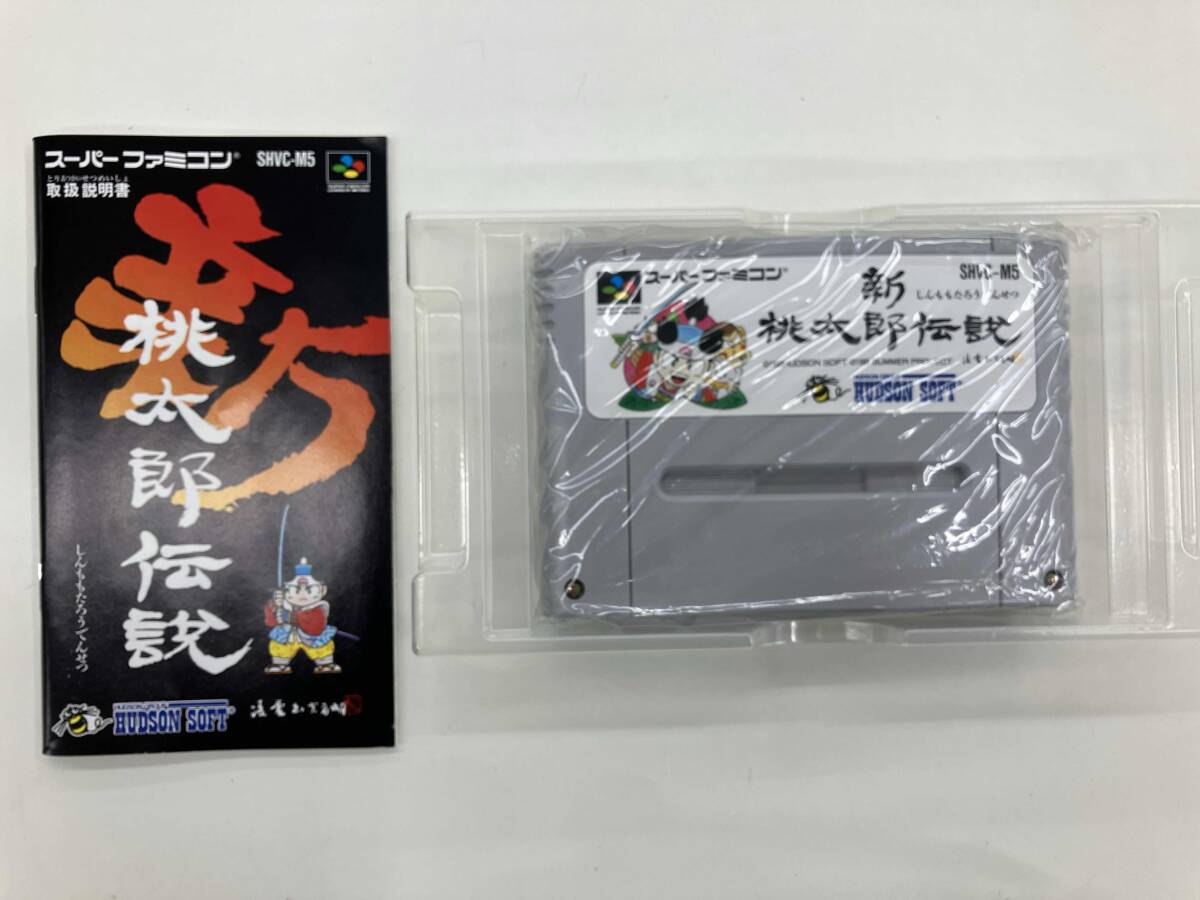 スーパーファミコン® SHVC-M5
とりあつかいせつめいしょ
取扱説明書
新
桃太郎伝説
しんももたろうでんせつ
HUDSON SOFT®
スーパーファミコン® SHVC-M5
新
しんももたろうでんせつ
桃太郎伝説
HUDSON SOFT SUMMER PROJECT
HUDSON SOFT®